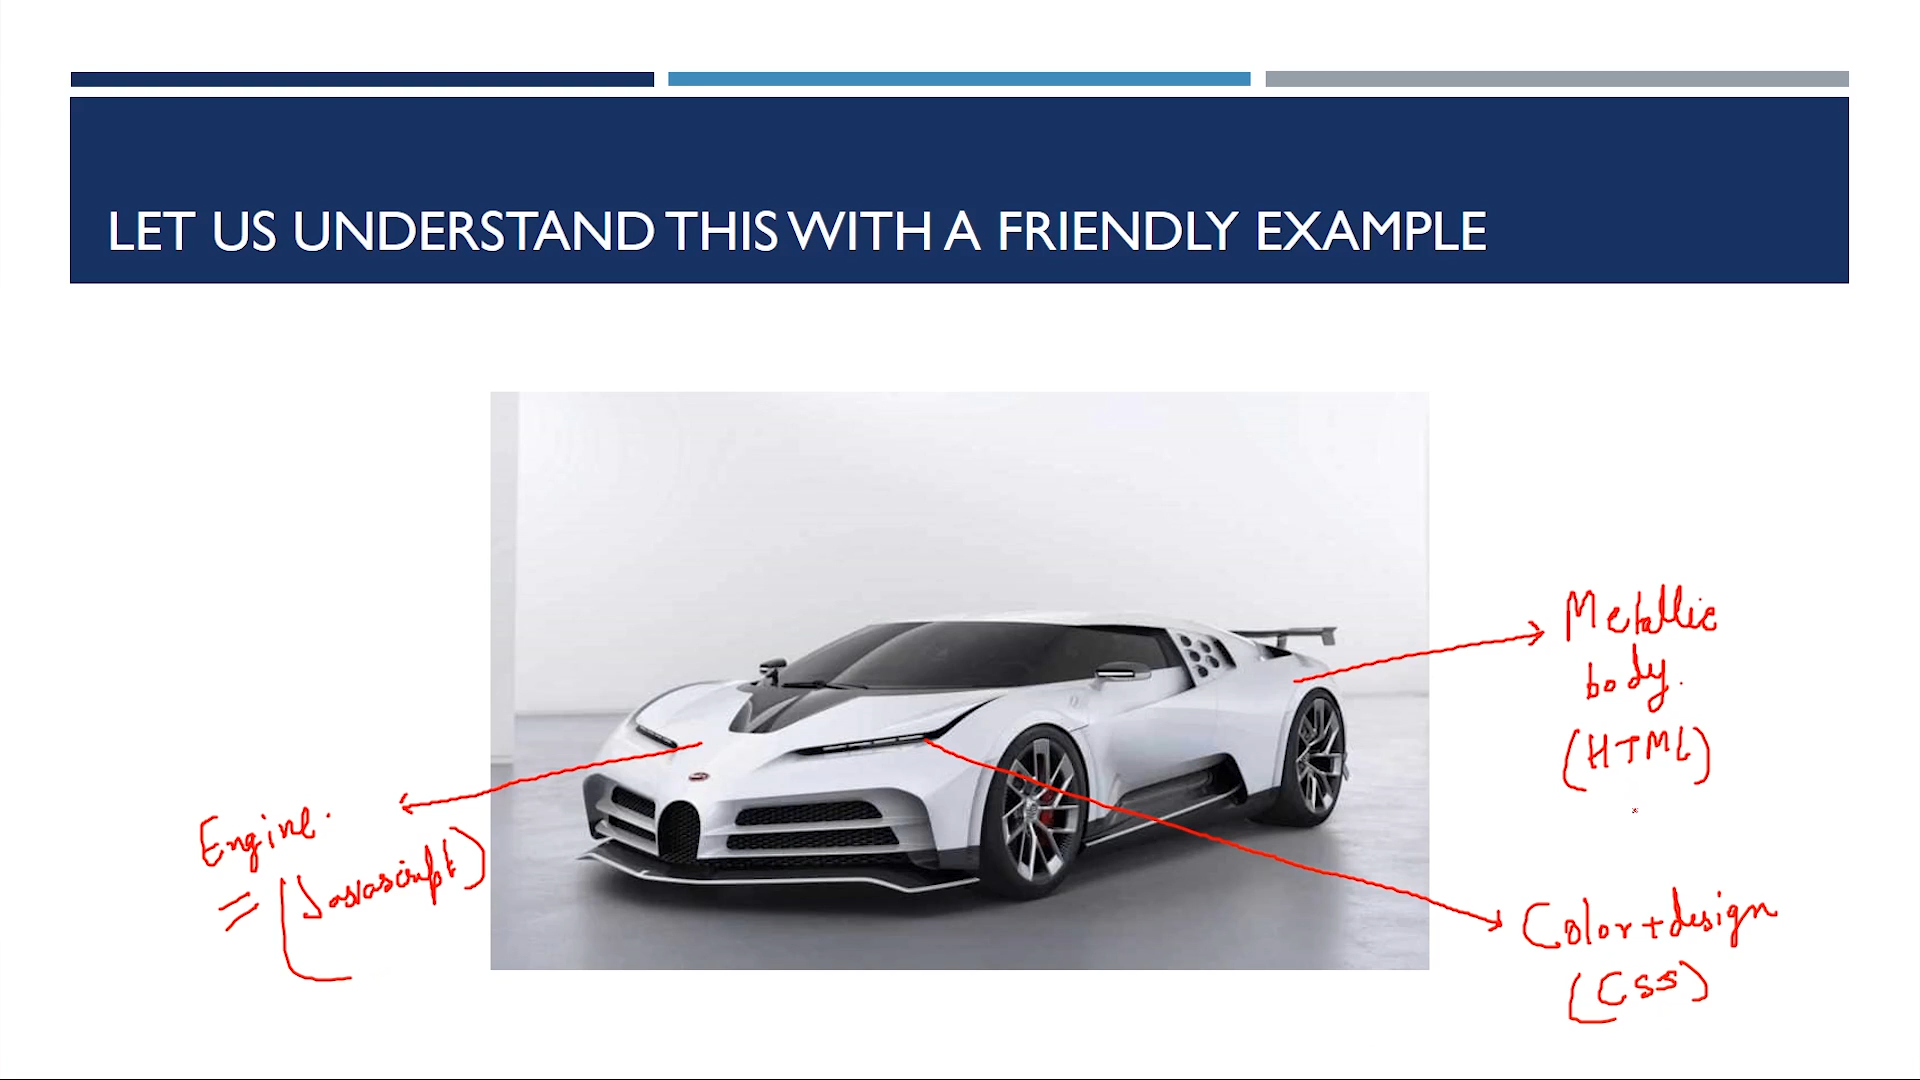 LET US UNDERSTAND THIS WITH A FRIENDLY EXAMPLE
Metallic
body.
(HTML)
Engine.
= (Javascript)
Color + design
(CSS)